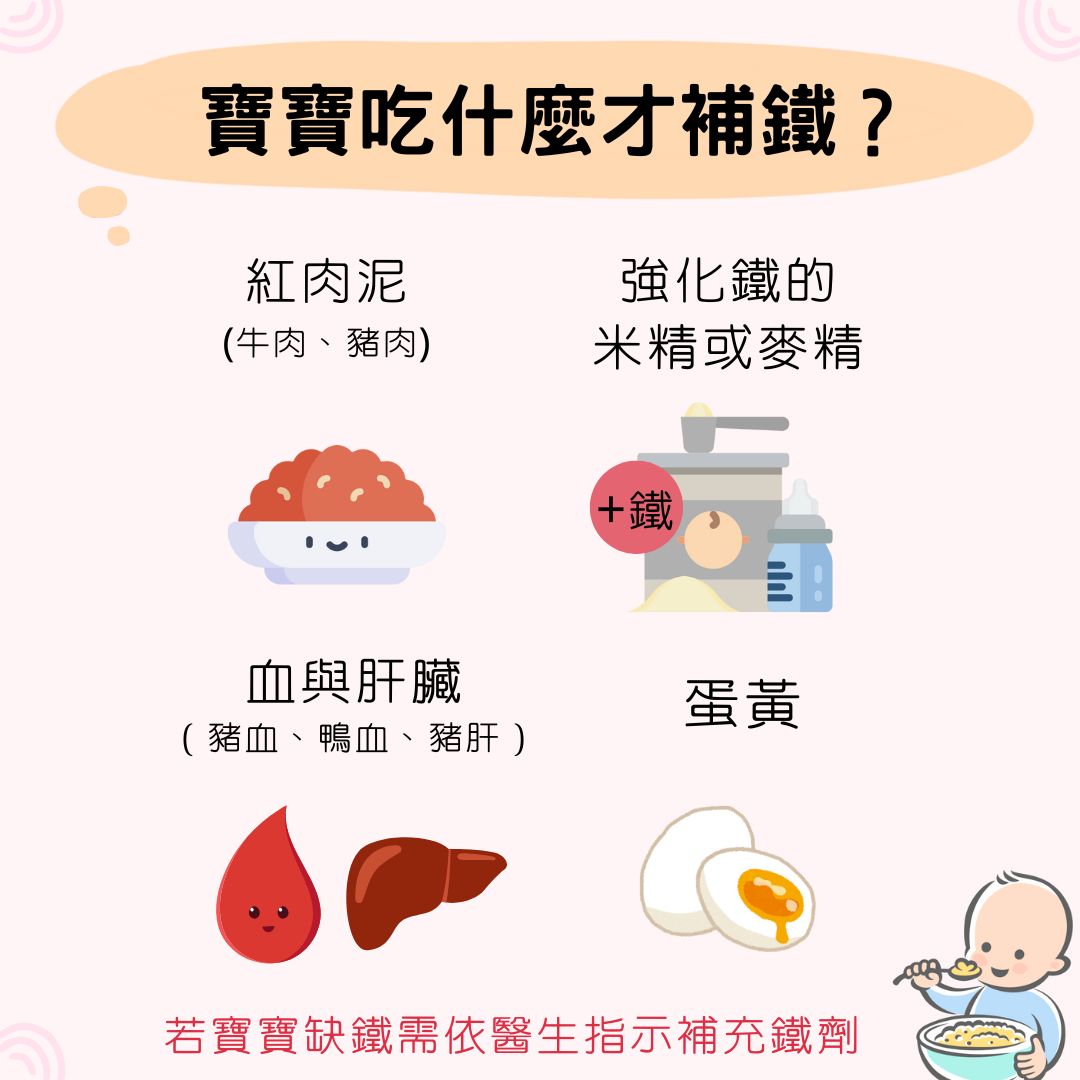 寶寶吃什麼才補鐵？
紅肉泥
(牛肉、豬肉)
強化鐵的
米精或麥精
+鐵
血與肝臟
( 豬血、鴨血、豬肝 )
蛋黃
若寶寶缺鐵需依醫生指示補充鐵劑